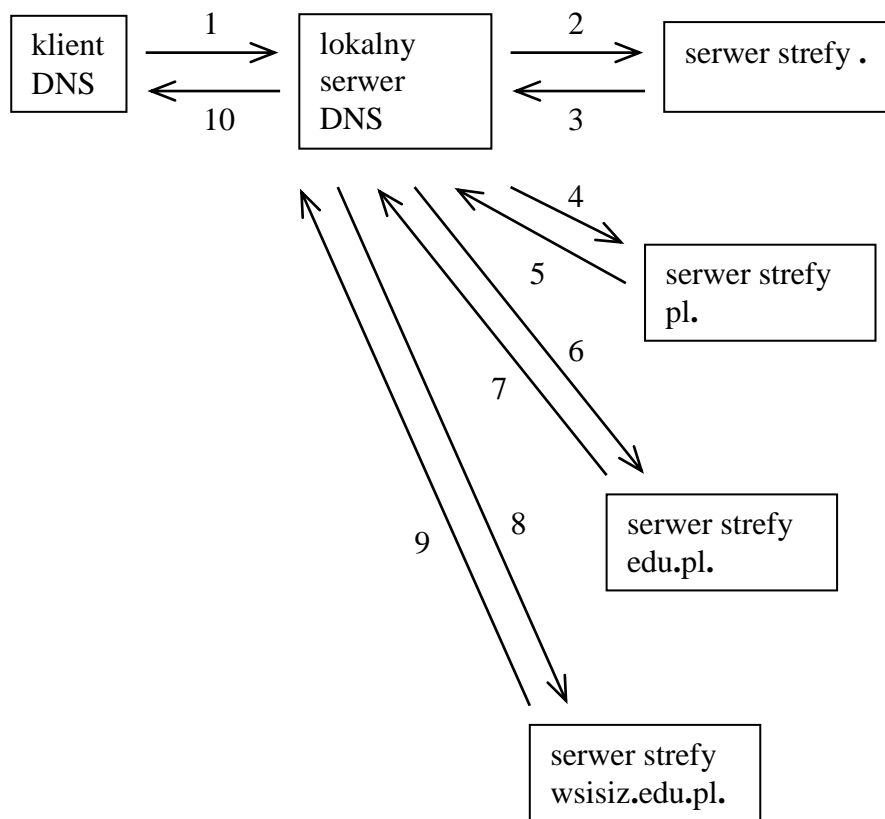 klient
DNS
1
10
lokalny
serwer
DNS
2
3
serwer strefy .
4
5
serwer strefy
pl.
6
7
serwer strefy
edu.pl.
8
9
serwer strefy
wsisiz.edu.pl.